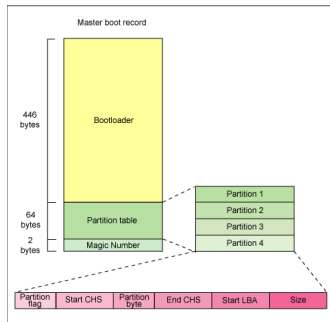 Master boot record
446
bytes
Bootloader
64
bytes
Partition table
2
bytes
Magic Number
Partition 1
Partition 2
Partition 3
Partition 4
Partition
flag
Start CHS
Partition
byte
End CHS
Start LBA
Size